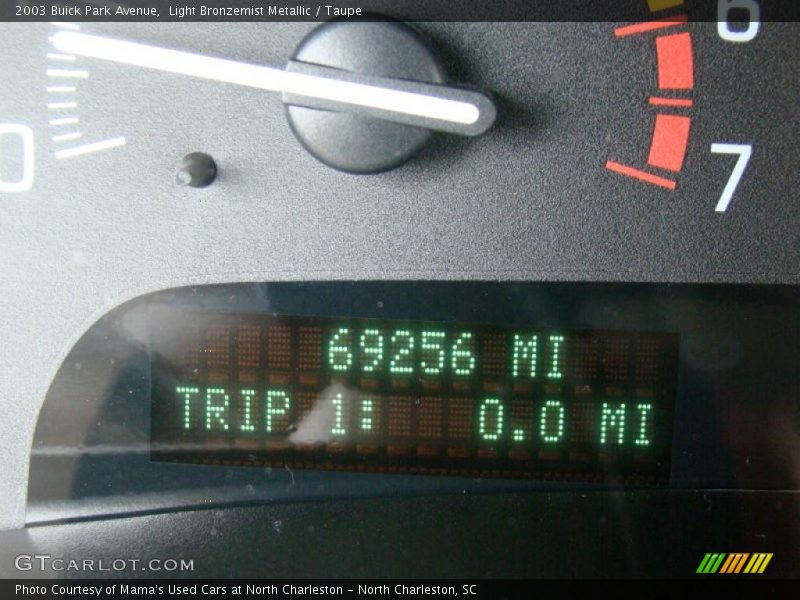 2003 Buick Park Avenue,  Light Bronzemist Metallic / Taupe
6
0
7
69256 MI
TRIP 1: 0.0 MI
GTCARLOT.COM
Photo Courtesy of Mama's Used Cars at North Charleston - North Charleston, SC